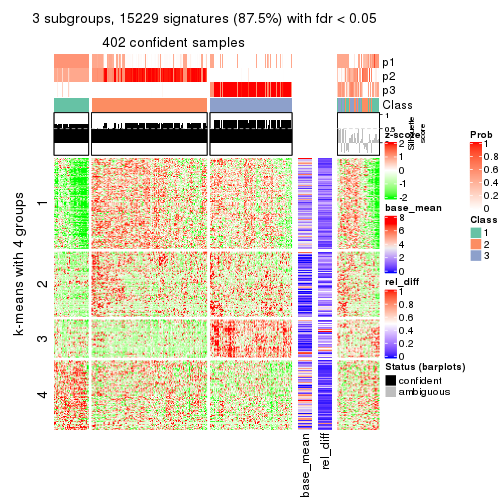 3 subgroups, 15229 signatures (87.5%) with fdr < 0.05
402 confident samples
p1
p2
p3
Class
1
0.5
0
Silhouette
score
k-means with 4 groups
1
2
3
4
base_mean
rel_diff
z-score
2
1
0
-1
-2
base_mean
8
6
4
2
0
rel_diff
1
0.8
0.6
0.4
0.2
0
Status (barplots)
confident
ambiguous
Prob
1
0.8
0.6
0.4
0.2
0
Class
1
2
3